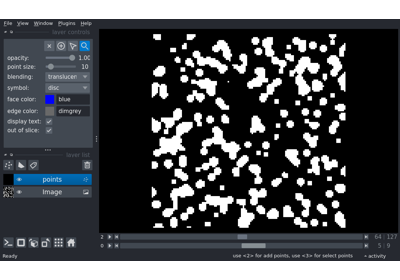 File View Window Plugins Help
layer controls
opacity: 1.00
point size: 10
blending: translucen
symbol: disc
face color: blue
edge color: dimgrey
display text:
out of slice:
layer list
points
Image
2 64 127
0 5 9
Ready use <2> for add points, use <3> for select points activity